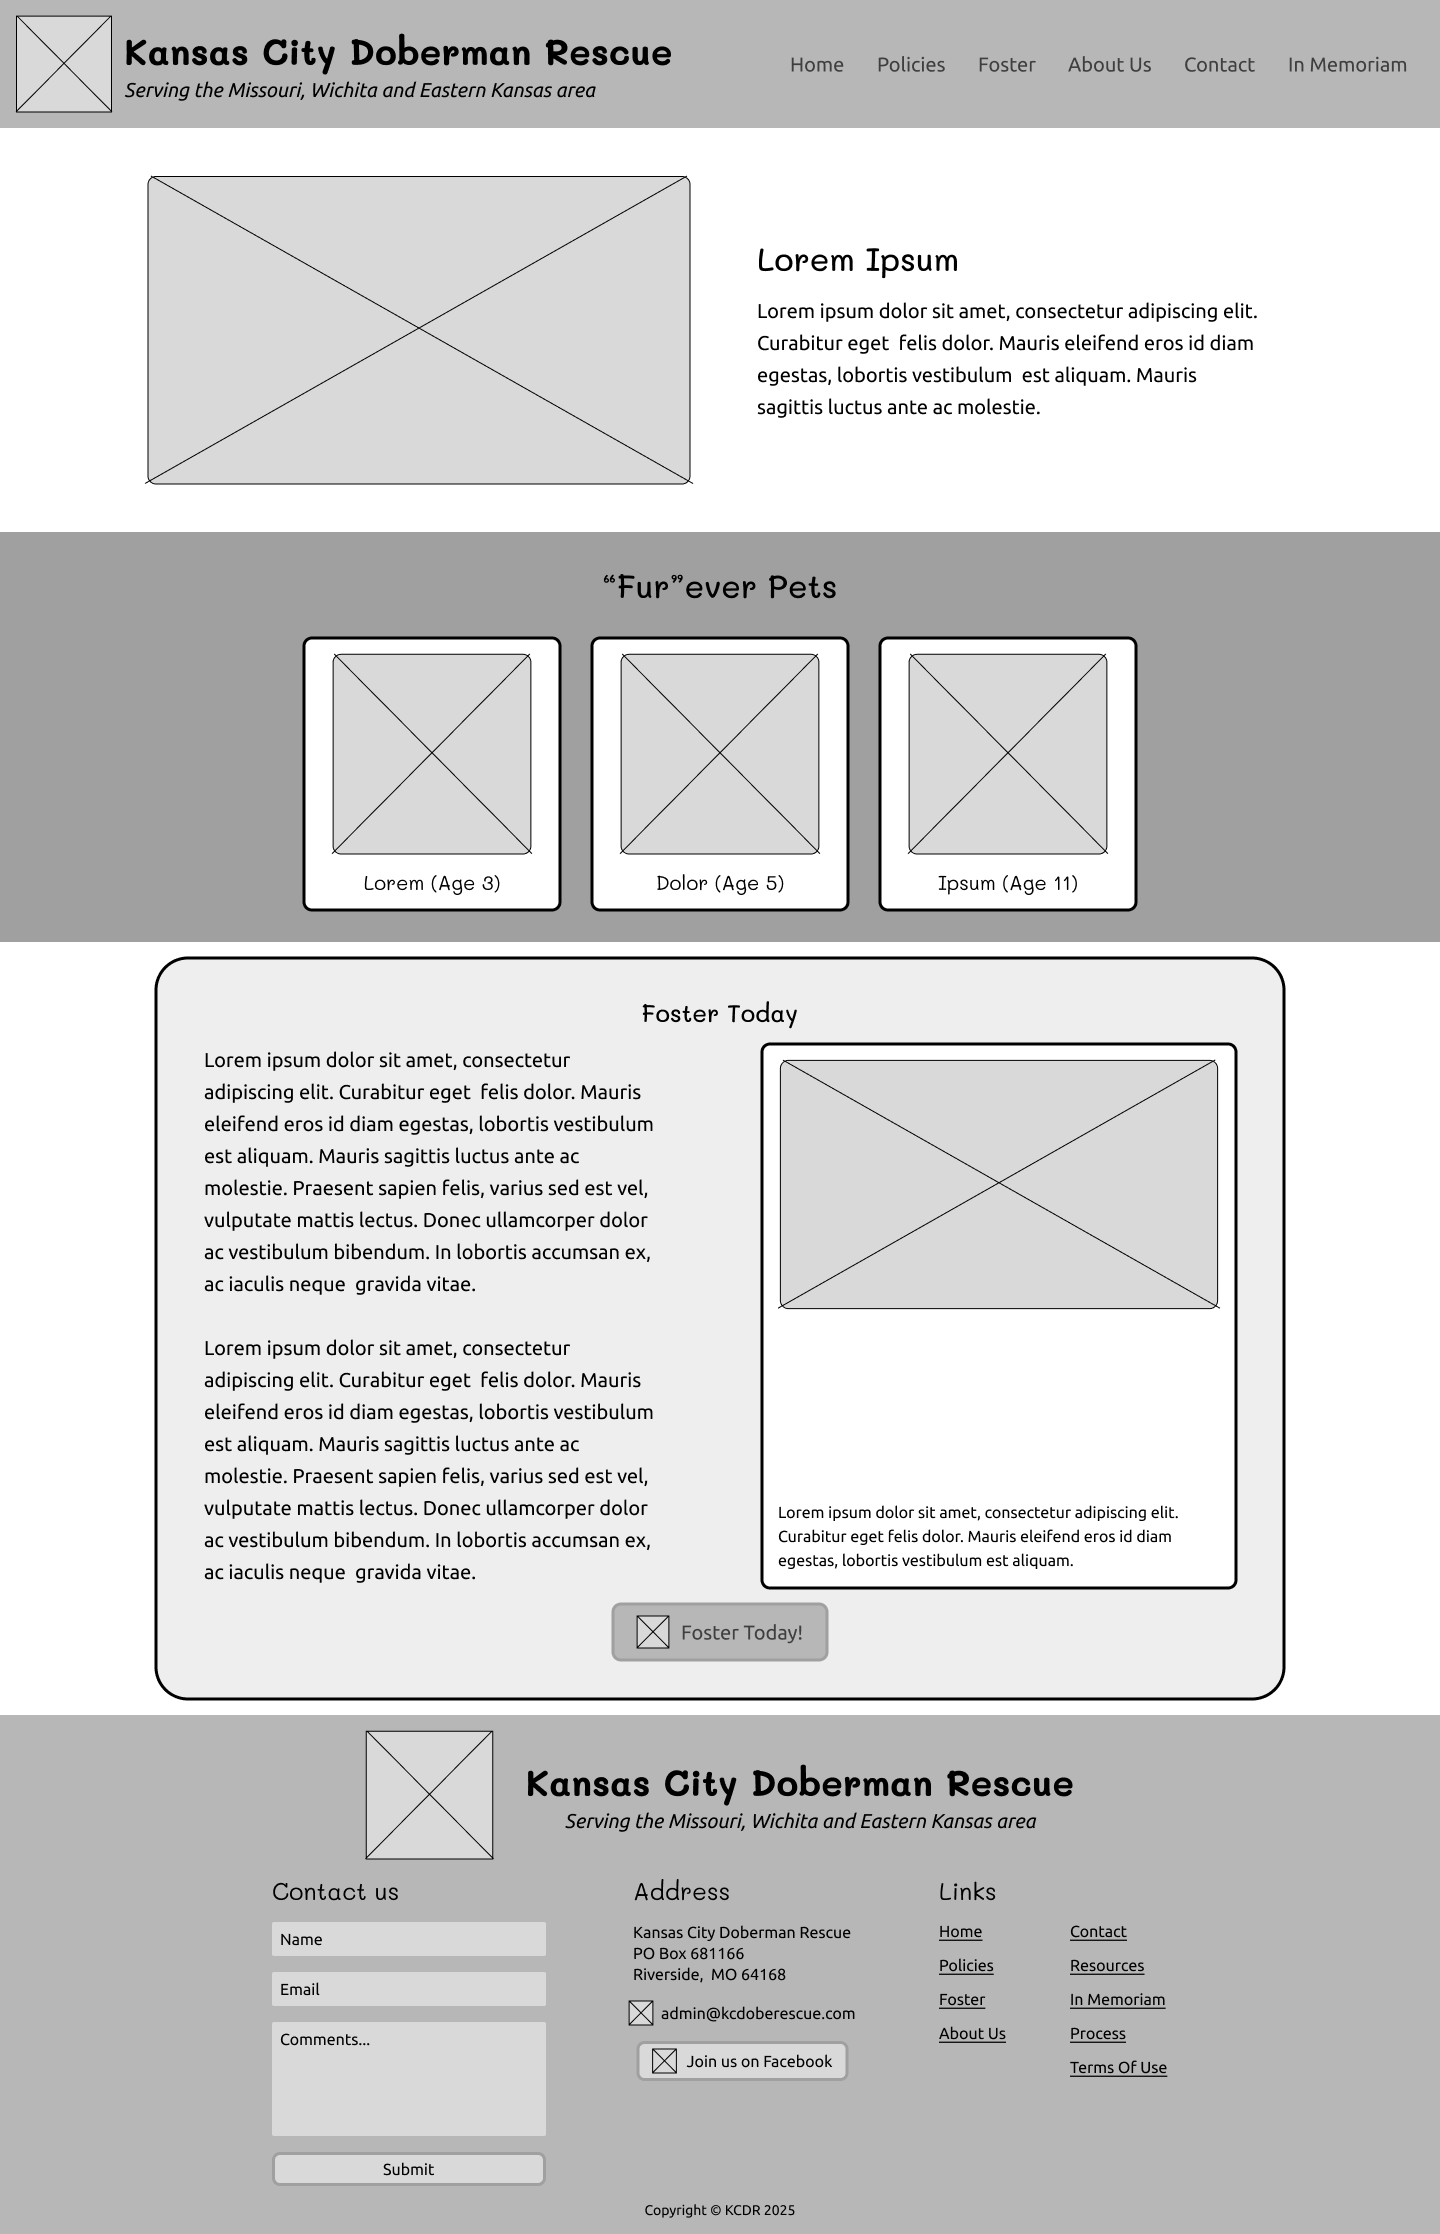 Kansas City Doberman Rescue
Serving the Missouri, Wichita and Eastern Kansas area
Home Policies Foster About Us Contact In Memoriam
Lorem Ipsum
Lorem ipsum dolor sit amet, consectetur adipiscing elit.
Curabitur eget  felis dolor. Mauris eleifend eros id diam
egestas, lobortis vestibulum  est aliquam. Mauris
sagittis luctus ante ac molestie.
“Fur”ever Pets
Lorem (Age 3)
Dolor (Age 5)
Ipsum (Age 11)
Foster Today
Lorem ipsum dolor sit amet, consectetur
adipiscing elit. Curabitur eget  felis dolor. Mauris
eleifend eros id diam egestas, lobortis vestibulum
est aliquam. Mauris sagittis luctus ante ac
molestie. Praesent sapien felis, varius sed est vel,
vulputate mattis lectus. Donec ullamcorper dolor
ac vestibulum bibendum. In lobortis accumsan ex,
ac iaculis neque  gravida vitae.
Lorem ipsum dolor sit amet, consectetur
adipiscing elit. Curabitur eget  felis dolor. Mauris
eleifend eros id diam egestas, lobortis vestibulum
est aliquam. Mauris sagittis luctus ante ac
molestie. Praesent sapien felis, varius sed est vel,
vulputate mattis lectus. Donec ullamcorper dolor
ac vestibulum bibendum. In lobortis accumsan ex,
ac iaculis neque  gravida vitae.
Lorem ipsum dolor sit amet, consectetur adipiscing elit.
Curabitur eget felis dolor. Mauris eleifend eros id diam
egestas, lobortis vestibulum est aliquam.
Foster Today!
Kansas City Doberman Rescue
Serving the Missouri, Wichita and Eastern Kansas area
Contact us
Name
Email
Comments...
Submit
Address
Kansas City Doberman Rescue
PO Box 681166
Riverside,  MO 64168
admin@kcdoberescue.com
Join us on Facebook
Links
Home
Policies
Foster
About Us
Contact
Resources
In Memoriam
Process
Terms Of Use
Copyright © KCDR 2025